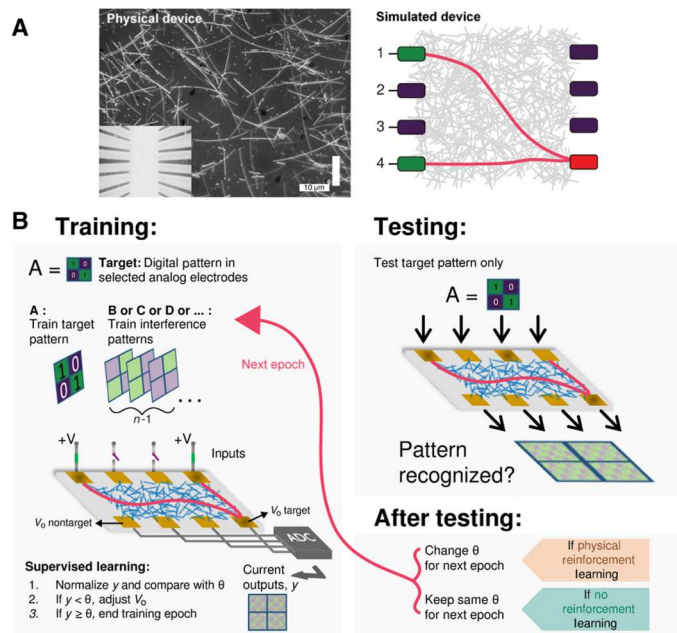 A
Physical device
10 µm
Simulated device
1
2
3
4
B
Training:
A =
1 0
0 1
Target: Digital pattern in
selected analog electrodes
A :
Train target
pattern
1 0
0 1
B or C or D or ... :
Train interference
patterns
n-1
...
Next epoch
+V
+V
Inputs
Vo nontarget
Vo target
ADC
Supervised learning:
1. Normalize y and compare with θ
2. If y < θ, adjust Vo
3. If y ≥ θ, end training epoch
Current
outputs, y
Testing:
Test target pattern only
A =
1 0
0 1
Pattern
recognized?
After testing:
Change θ
for next epoch
If physical
reinforcement
learning
Keep same θ
for next epoch
If no
reinforcement
learning